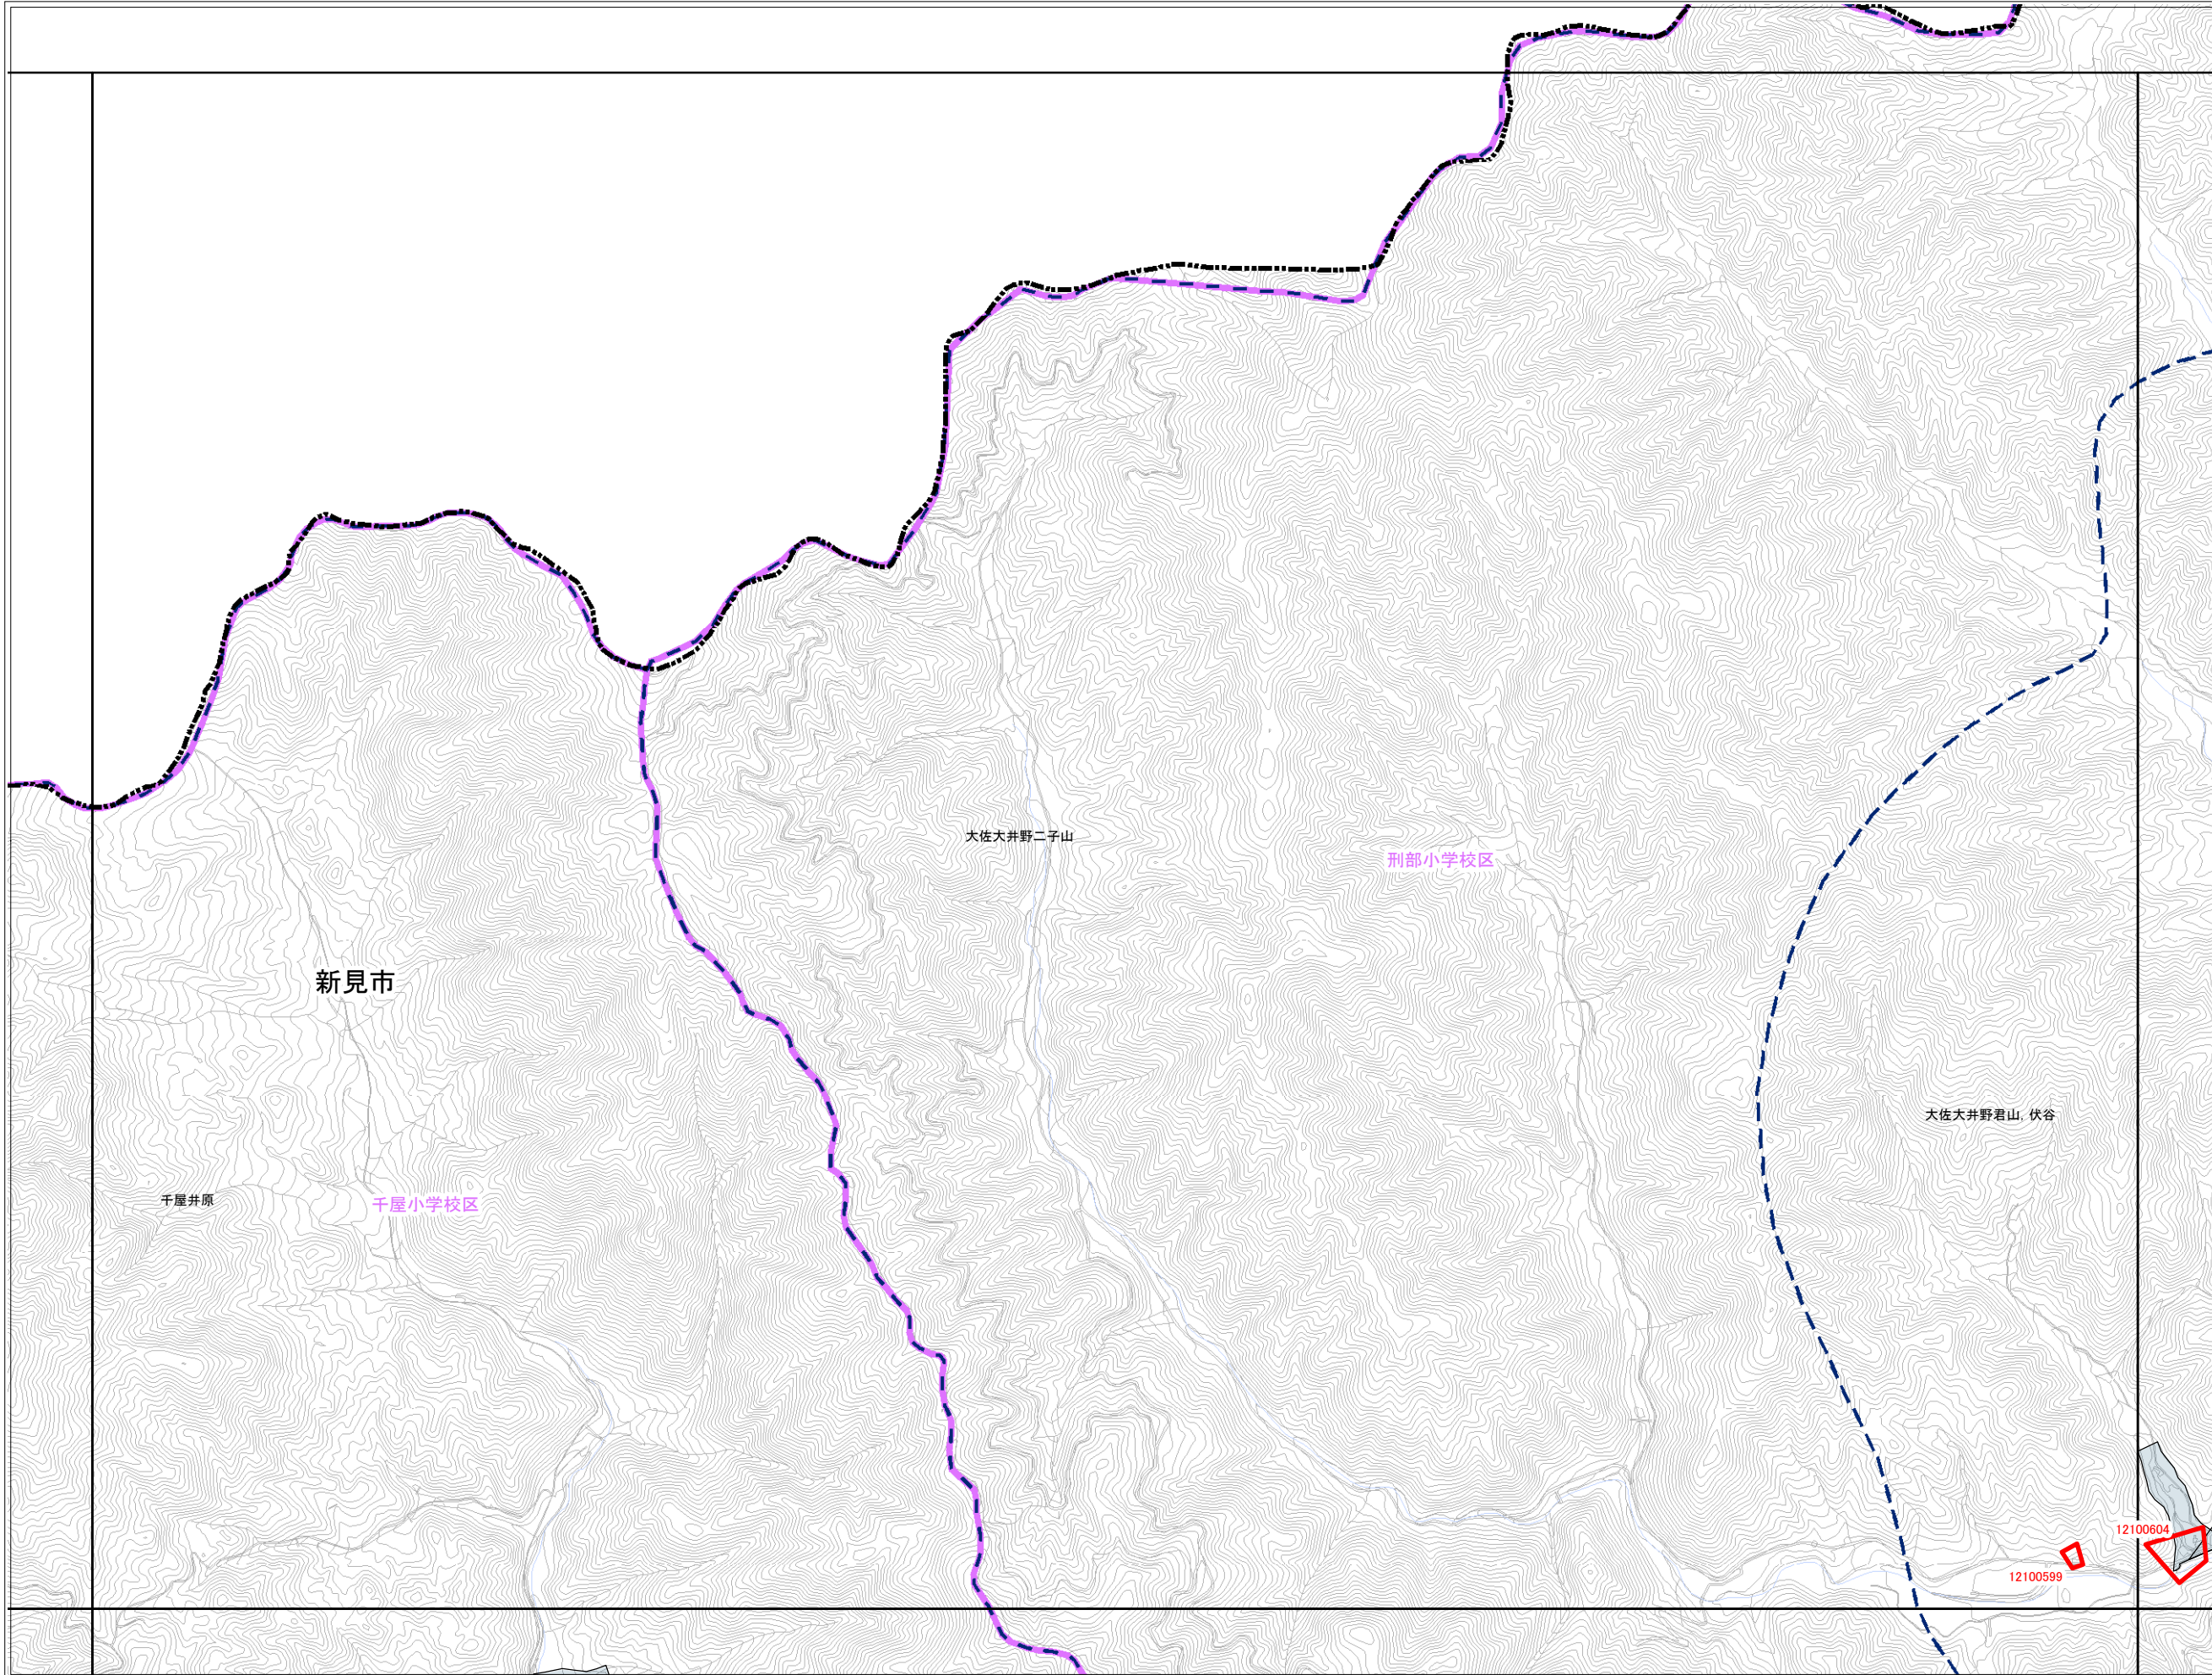 大佐大井野二子山
刑部小学校区
新見市
大佐大井野君山, 伏谷
千屋井原
千屋小学校区
12100604
12100599